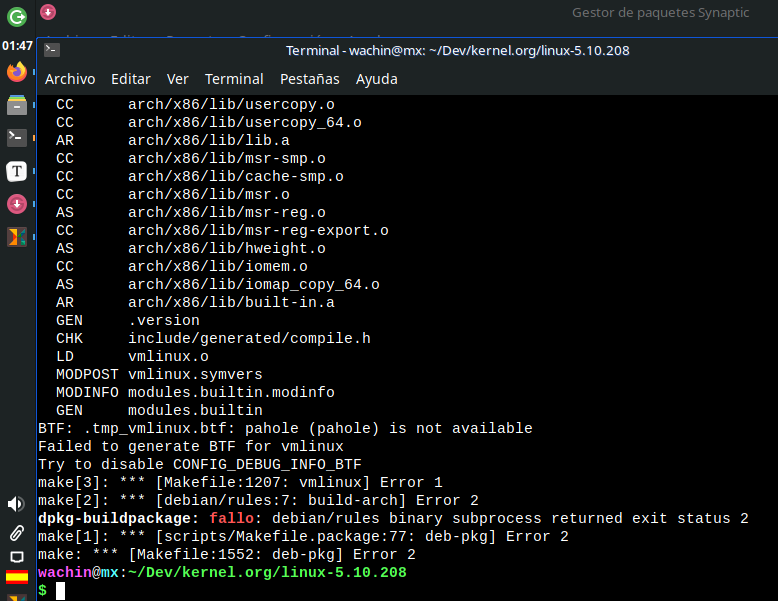 Gestor de paquetes Synaptic
01:47
Terminal - wachin@mx: ~/Dev/kernel.org/linux-5.10.208
Archivo Editar Ver Terminal Pestañas Ayuda
CC arch/x86/lib/usercopy.o
CC arch/x86/lib/usercopy_64.o
AR arch/x86/lib/lib.a
CC arch/x86/lib/msr-smp.o
CC arch/x86/lib/cache-smp.o
CC arch/x86/lib/msr.o
AS arch/x86/lib/msr-reg.o
CC arch/x86/lib/msr-reg-export.o
AS arch/x86/lib/hweight.o
CC arch/x86/lib/iomem.o
AS arch/x86/lib/iomap_copy_64.o
AR arch/x86/lib/built-in.a
GEN .version
CHK include/generated/compile.h
LD vmlinux.o
MODPOST vmlinux.symvers
MODINFO modules.builtin.modinfo
GEN modules.builtin
BTF: .tmp_vmlinux.btf: pahole (pahole) is not available
Failed to generate BTF for vmlinux
Try to disable CONFIG_DEBUG_INFO_BTF
make[3]: *** [Makefile:1207: vmlinux] Error 1
make[2]: *** [debian/rules:7: build-arch] Error 2
dpkg-buildpackage: fallo: debian/rules binary subprocess returned exit status 2
make[1]: *** [scripts/Makefile.package:77: deb-pkg] Error 2
make: *** [Makefile:1552: deb-pkg] Error 2
wachin@mx:~/Dev/kernel.org/linux-5.10.208
$